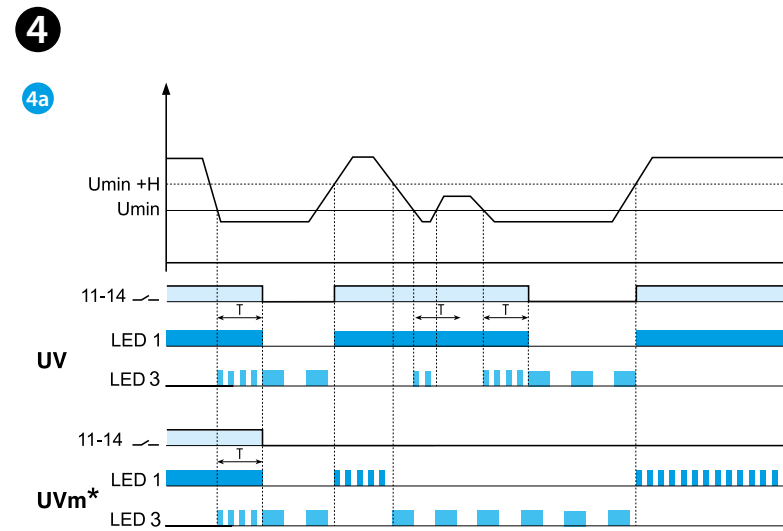 4
4a
Umin +H
Umin
11-14
T T T
LED 1
UV
LED 3
11-14
T
LED 1
UVm*
LED 3